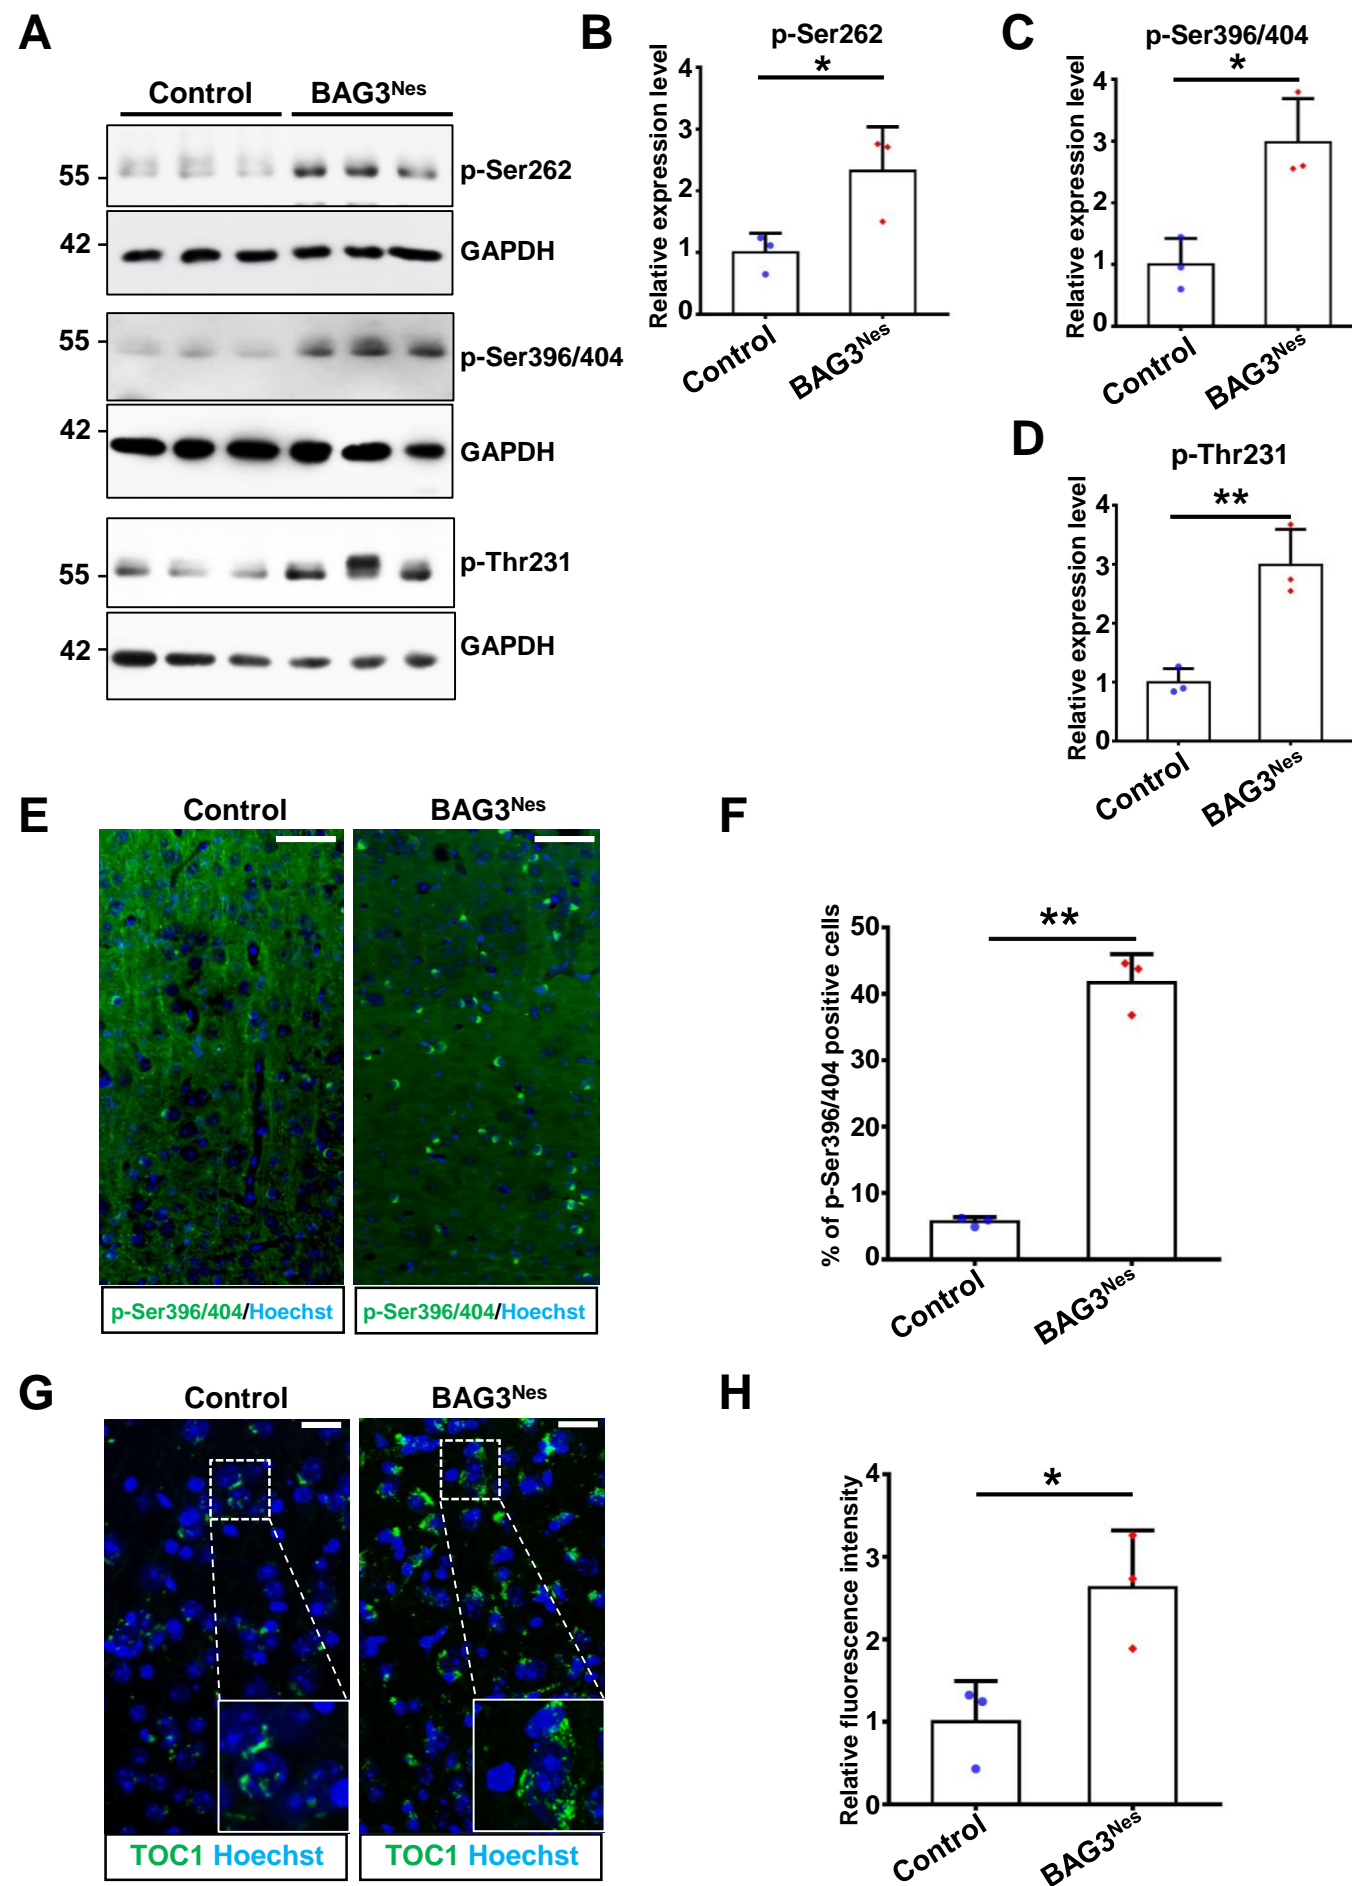 A
Control BAG3Nes
55 p-Ser262
42 GAPDH
55 p-Ser396/404
42 GAPDH
55 p-Thr231
42 GAPDH
B
p-Ser262
*
Relative expression level
4
3
2
1
0
Control
BAG3Nes
C
p-Ser396/404
*
Relative expression level
4
3
2
1
0
Control
BAG3Nes
D
p-Thr231
**
Relative expression level
4
3
2
1
0
Control
BAG3Nes
E
Control BAG3Nes
p-Ser396/404/Hoechst p-Ser396/404/Hoechst
F
**
% of p-Ser396/404 positive cells
50
40
30
20
10
0
Control
BAG3Nes
G
Control BAG3Nes
TOC1 Hoechst TOC1 Hoechst
H
*
Relative fluorescence intensity
4
3
2
1
0
Control
BAG3Nes